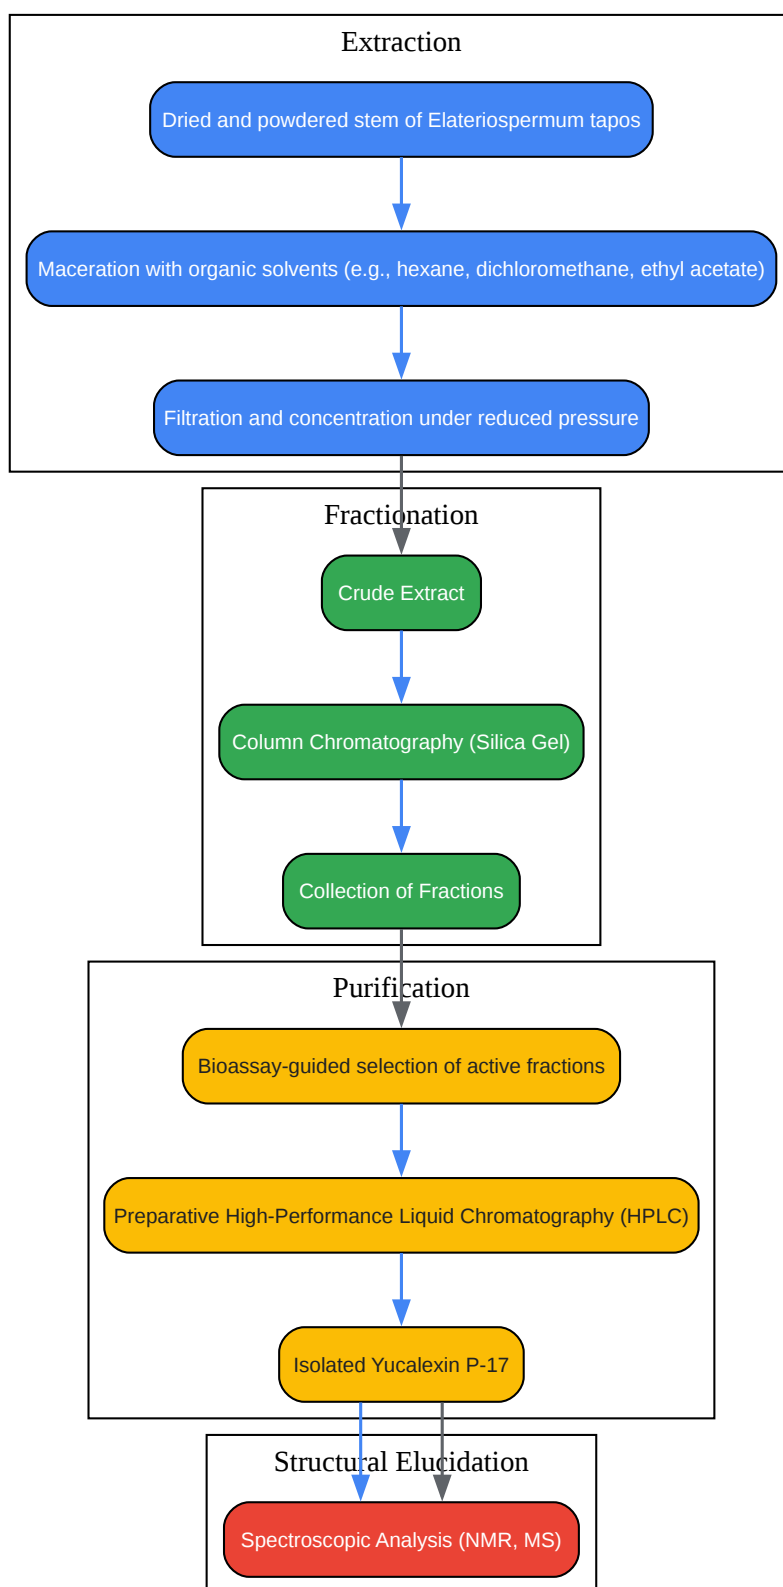 Extraction
Dried and powdered stem of Elateriospermum tapos
Maceration with organic solvents (e.g., hexane, dichloromethane, ethyl acetate)
Filtration and concentration under reduced pressure
Fractionation
Crude Extract
Column Chromatography (Silica Gel)
Collection of Fractions
Purification
Bioassay-guided selection of active fractions
Preparative High-Performance Liquid Chromatography (HPLC)
Isolated Yucalexin P-17
Structural Elucidation
Spectroscopic Analysis (NMR, MS)